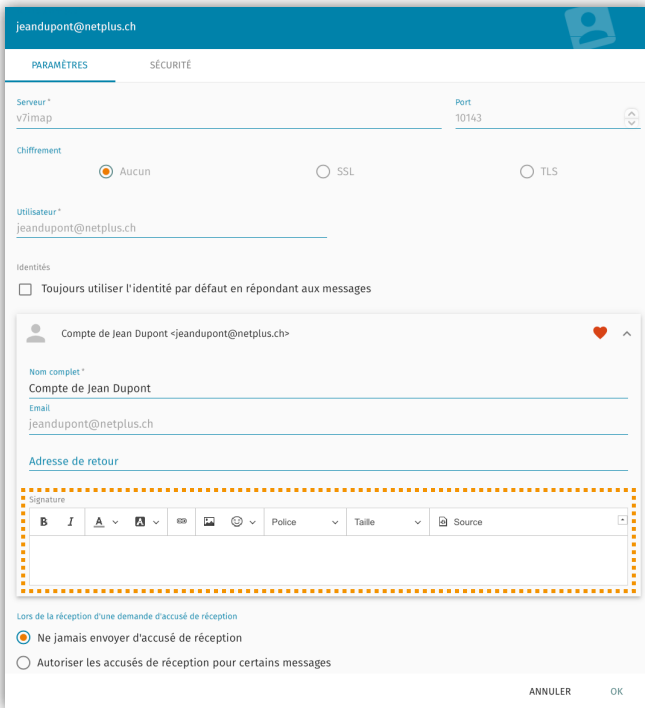 jeandupont@netplus.ch
PARAMÈTRES SÉCURITÉ
Serveur * Port
v7imap 10143
Chiffrement
Aucun SSL TLS
Utilisateur *
jeandupont@netplus.ch
Identités
Toujours utiliser l'identité par défaut en répondant aux messages
Compte de Jean Dupont <jeandupont@netplus.ch>
Nom complet *
Compte de Jean Dupont
Email
jeandupont@netplus.ch
Adresse de retour
Signature
B I A A Police Taille Source
Lors de la réception d'une demande d'accusé de réception
Ne jamais envoyer d'accusé de réception
Autoriser les accusés de réception pour certains messages
ANNULER OK